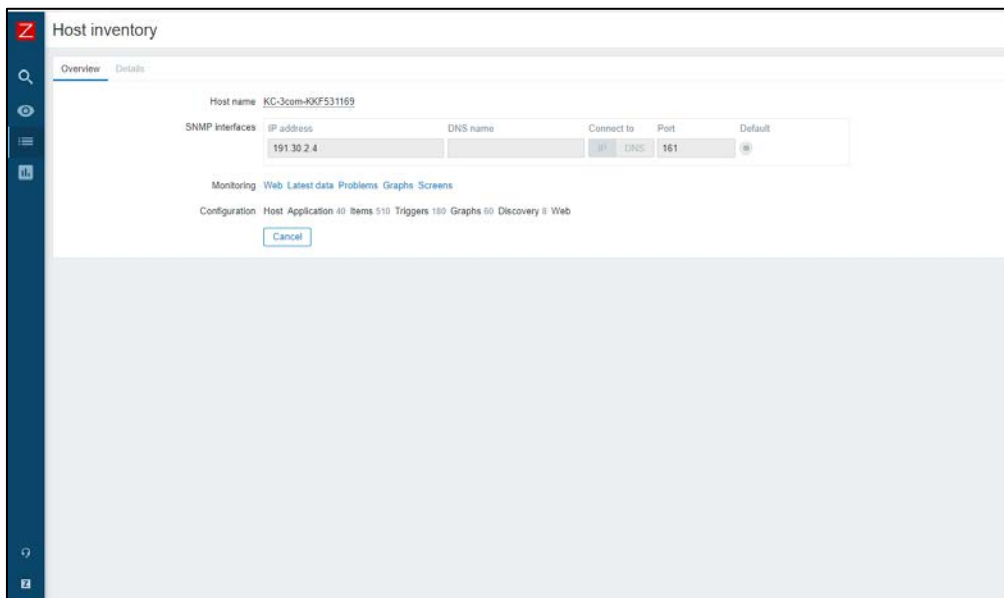 Z
Host inventory
Overview Details
Host name KC-3com-KKF531169
SNMP interfaces IP address DNS name Connect to Port Default
191.30.2.4 IP DNS 161
Monitoring Web Latest data Problems Graphs Screens
Configuration Host Application 40 Items 510 Triggers 180 Graphs 60 Discovery 8 Web
Cancel
Z